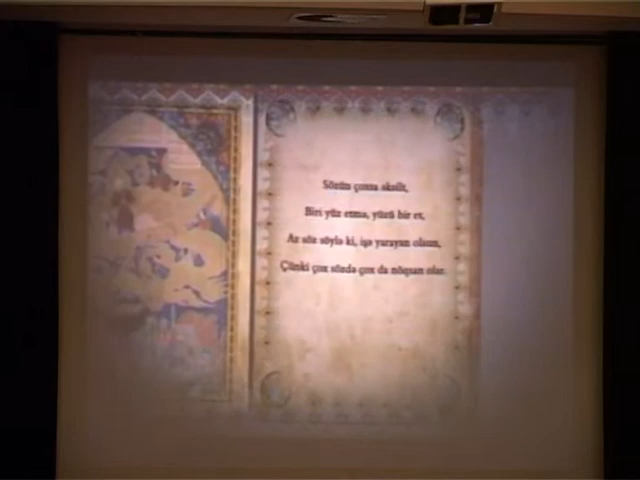 Sözün çoxsa əksilt,
Biri yüz etmə, yüzü bir et,
Az söz söylə ki, işə yarayan olsun,
Çünki çox sözdə çox da nöqsan olar.